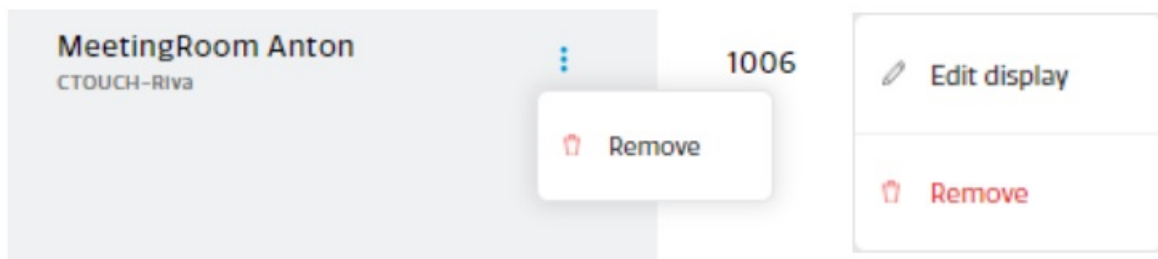 MeetingRoom Anton
CTOUCH-Riva
Remove
1006
Edit display
Remove